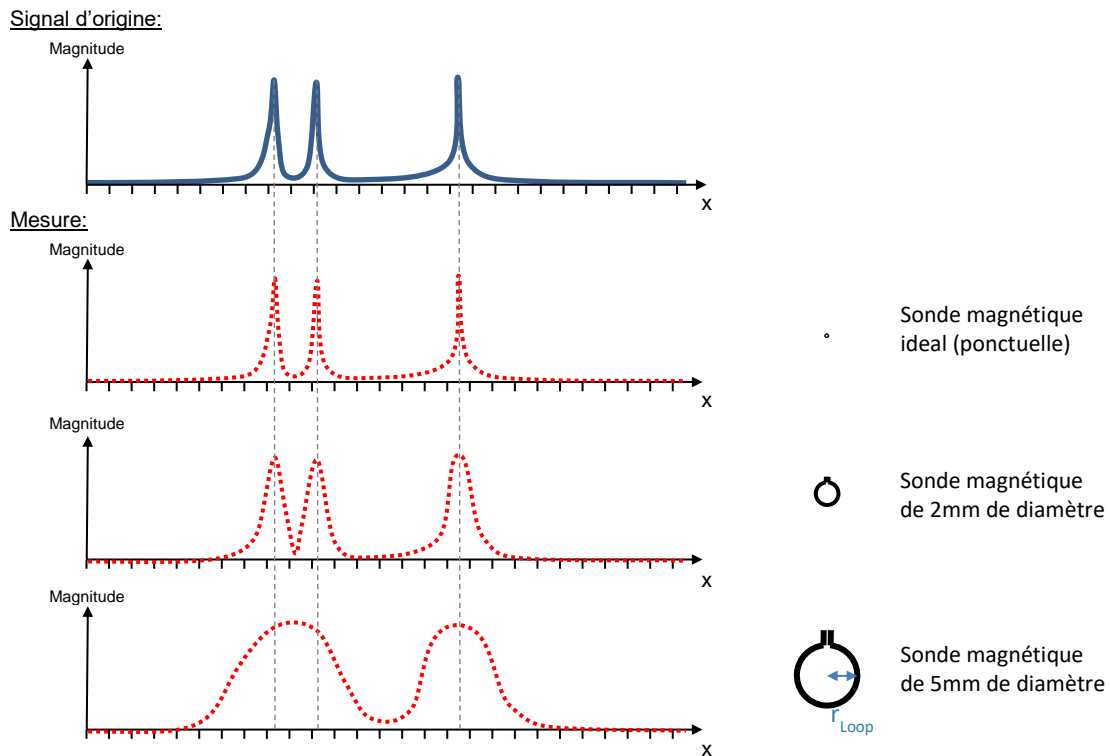 Signal d'origine:
Magnitude
x
Mesure:
Magnitude
x
Sonde magnétique
ideal (ponctuelle)
Magnitude
x
Sonde magnétique
de 2mm de diamètre
Magnitude
x
r Loop
Sonde magnétique
de 5mm de diamètre